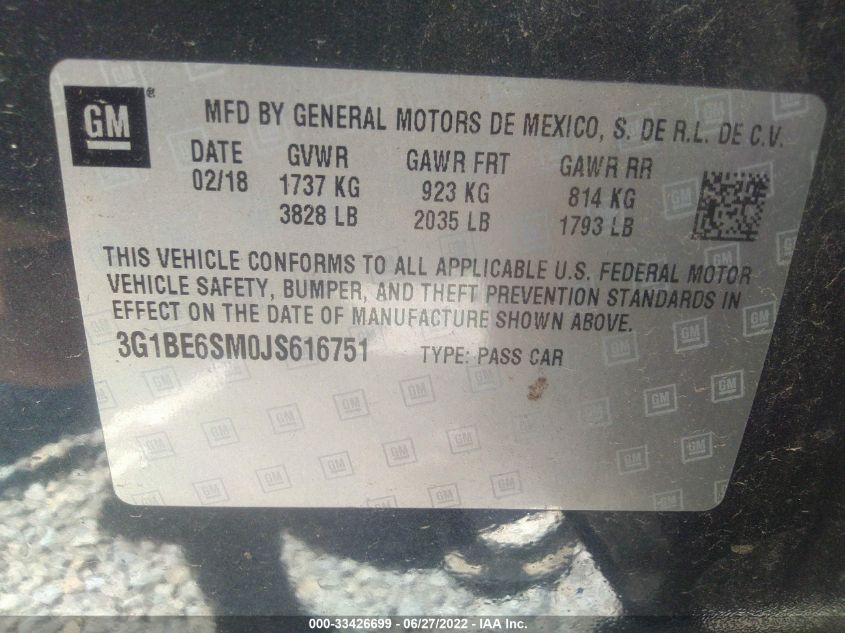 GM
MFD BY GENERAL MOTORS DE MEXICO, S. DE R.L. DE C.V.
DATE GVWR GAWR FRT GAWR RR
02/18 1737 KG 923 KG 814 KG
3828 LB 2035 LB 1793 LB
THIS VEHICLE CONFORMS TO ALL APPLICABLE U.S. FEDERAL MOTOR
VEHICLE SAFETY, BUMPER, AND THEFT PREVENTION STANDARDS IN
EFFECT ON THE DATE OF MANUFACTURE SHOWN ABOVE.
3G1BE6SM0JS616751 TYPE: PASS CAR
000-33426699 - 06/27/2022 - IAAI Inc.